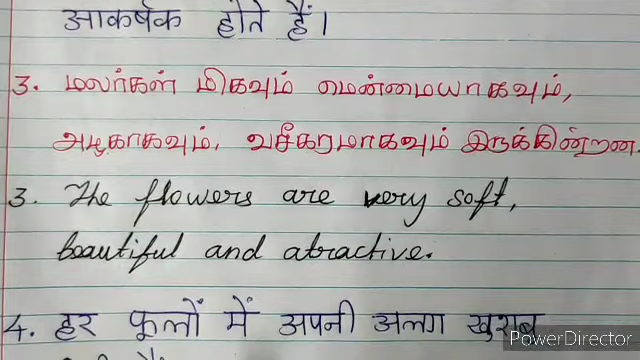 आकर्षक होते हैं।
3. மலர்கள் மிகவும் மென்மையாகவும்,
அழகாகவும், வசீகரமாகவும் இருக்கின்றன.
3. The flowers are very soft,
beautiful and atractive.
4. हर फूलों में अपनी अलग खुशबू
PowerDirector